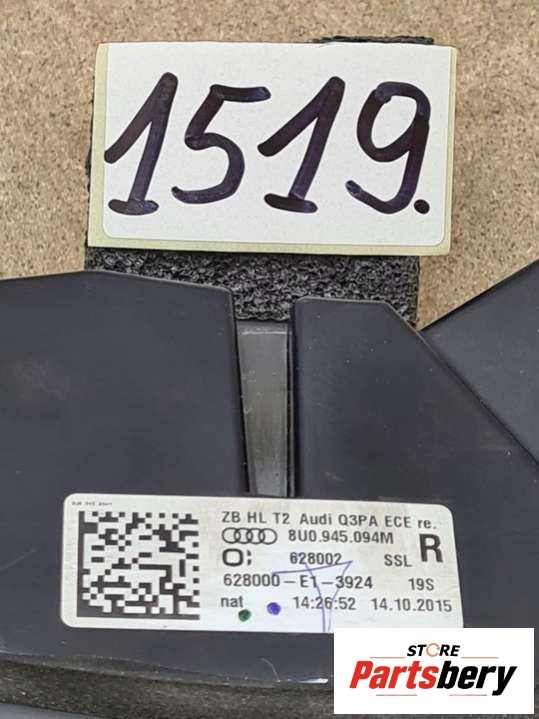 1519.
ZB HL T2 Audi Q3PA ECE re.
8U0.945.094M
R
628002
SSL
628000-E1-3924
19S
nat
14:26:52
14.10.2015
STORE
Partsbery